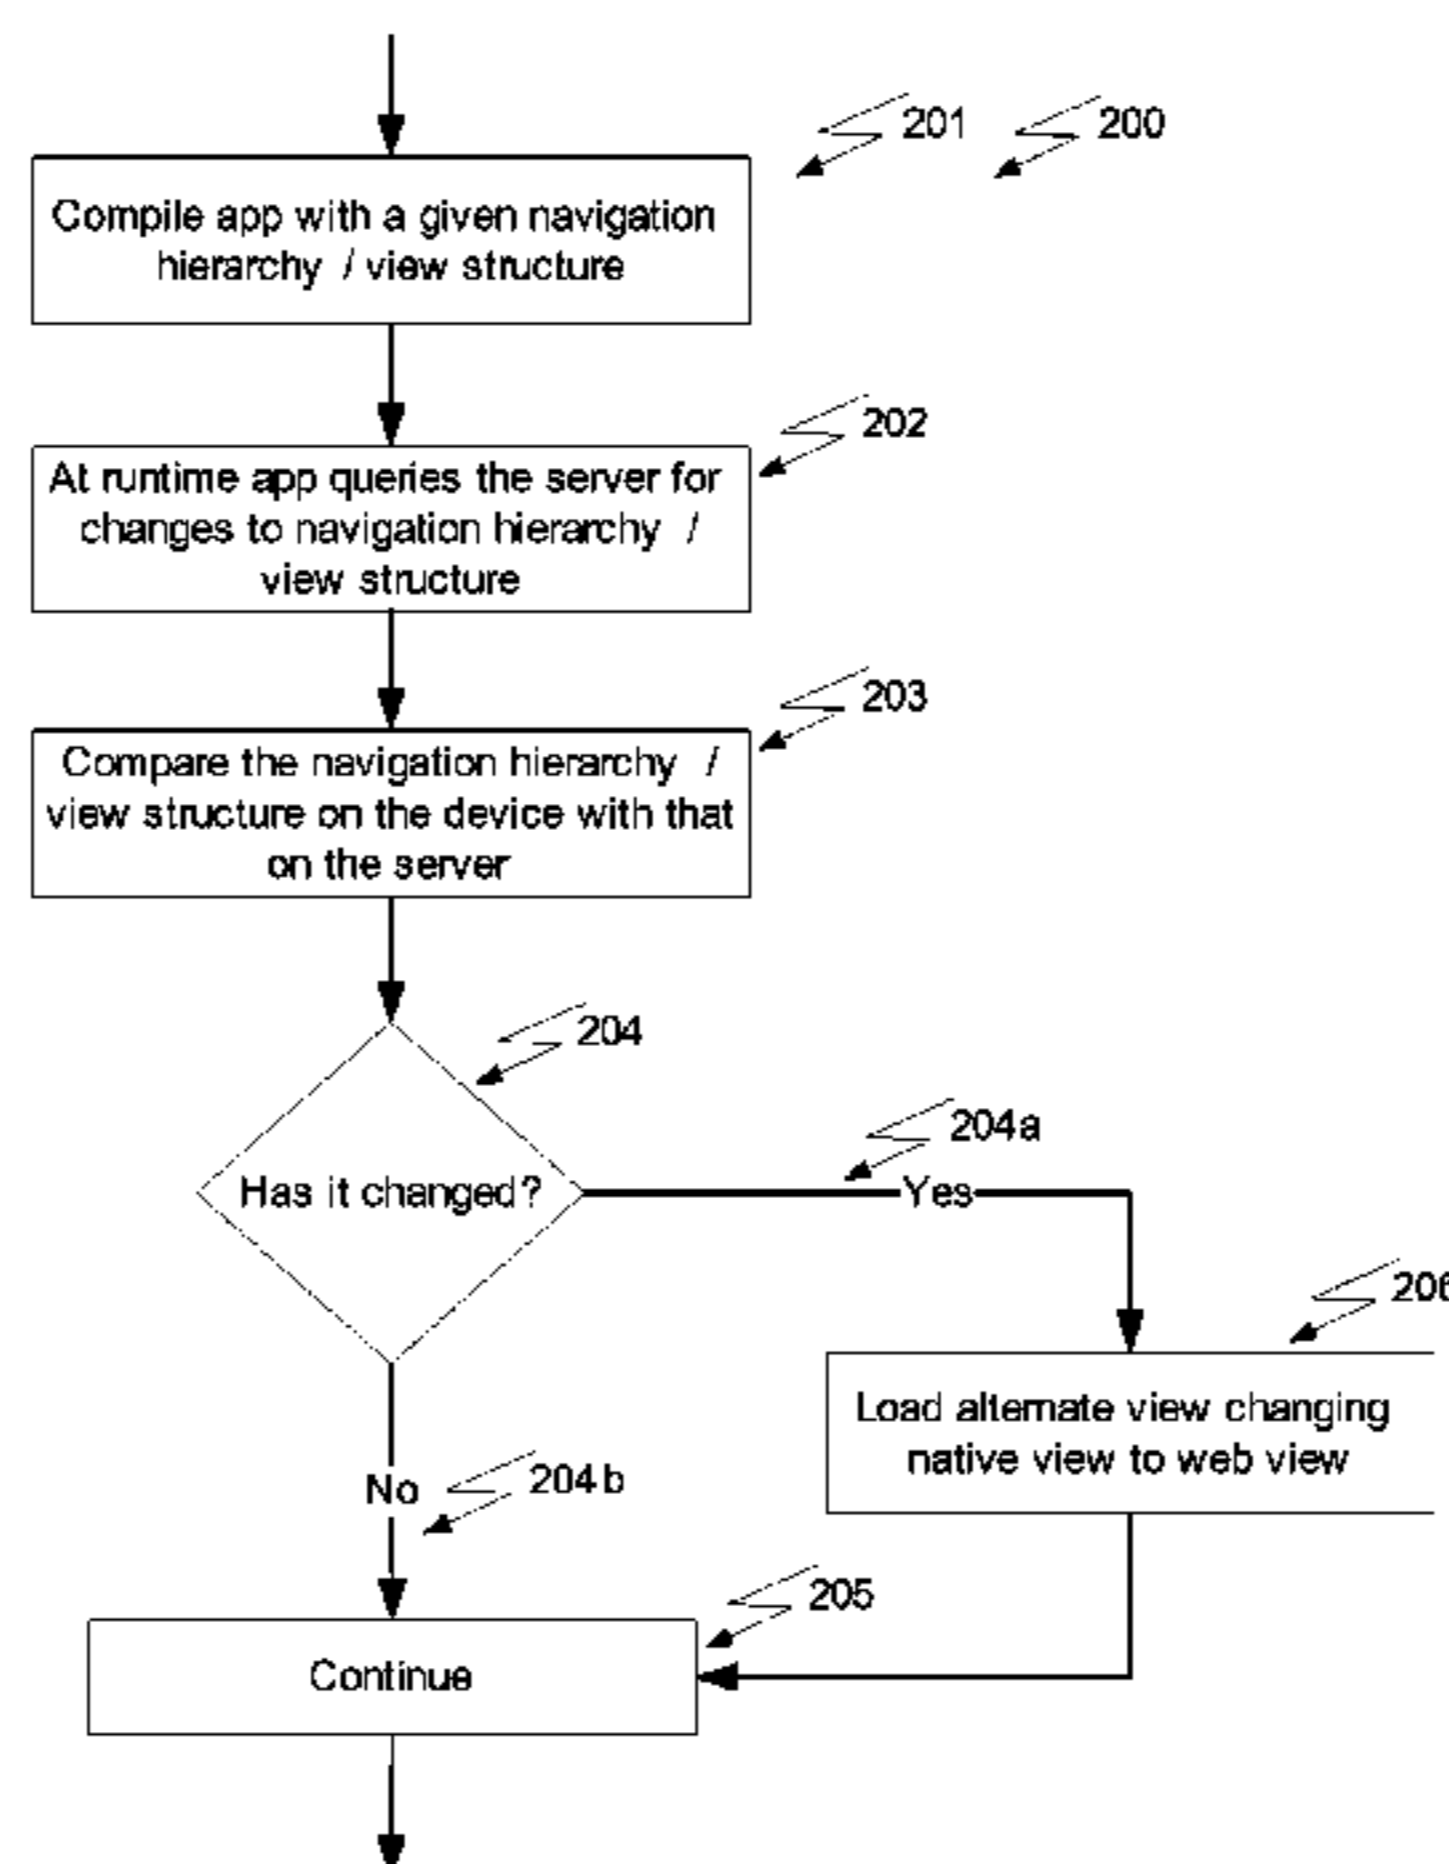 201
200
Compile app with a given navigation
hierarchy / view structure
202
At runtime app queries the server for
changes to navigation hierarchy /
view structure
203
Compare the navigation hierarchy /
view structure on the device with that
on the server
204
Has it changed?
204a
Yes
206
Load alternate view changing
native view to web view
No
204b
205
Continue